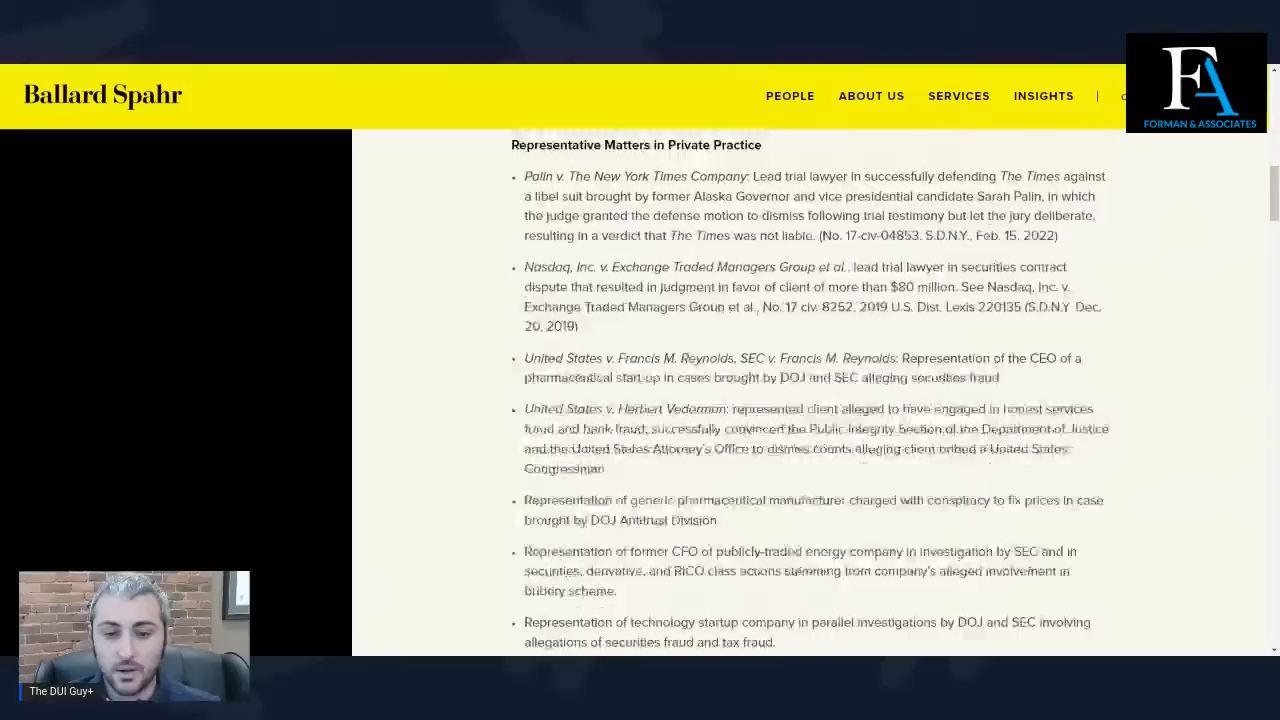 Ballard Spahr
PEOPLE ABOUT US SERVICES INSIGHTS |
FA
FORMAN & ASSOCIATES
Representative Matters in Private Practice
• Palin v. The New York Times Company: Lead trial lawyer in successfully defending The Times against
a libel suit brought by former Alaska Governor and vice presidential candidate Sarah Palin, in which
the judge granted the defense motion to dismiss following trial testimony but let the jury deliberate,
resulting in a verdict that The Times was not liable. (No. 17-civ-04853. S.D.N.Y., Feb. 15. 2022)
• Nasdaq, Inc. v. Exchange Traded Managers Group et al., lead trial lawyer in securities contract
dispute that resulted in judgment in favor of client of more than $80 million. See Nasdaq, Inc. v.
Exchange Traded Managers Group et al., No. 17 civ. 8252, 2019 U.S. Dist. Lexis 220135 (S.D.N.Y Dec.
20, 2019)
• United States v. Francis M. Reynolds, SEC v. Francis M. Reynolds: Representation of the CEO of a
pharmaceutical start-up in cases brought by DOJ and SEC alleging securities fraud
• United States v. Herbert Vederman: represented client alleged to have engaged in honest services
fraud and bank fraud; successfully convinced the Public Integrity Section of the Department of Justice
and the United States Attorney's Office to dismiss counts alleging client bribed a United States
Congressman
• Representation of generic pharmaceutical manufacturer charged with conspiracy to fix prices in case
brought by DOJ Antitrust Division
• Representation of former CFO of publicly-traded energy company in investigation by SEC and in
securities, derivative, and RICO class actions stemming from company's alleged involvement in
bribery scheme.
• Representation of technology startup company in parallel investigations by DOJ and SEC involving
allegations of securities fraud and tax fraud.
The DUI Guy+